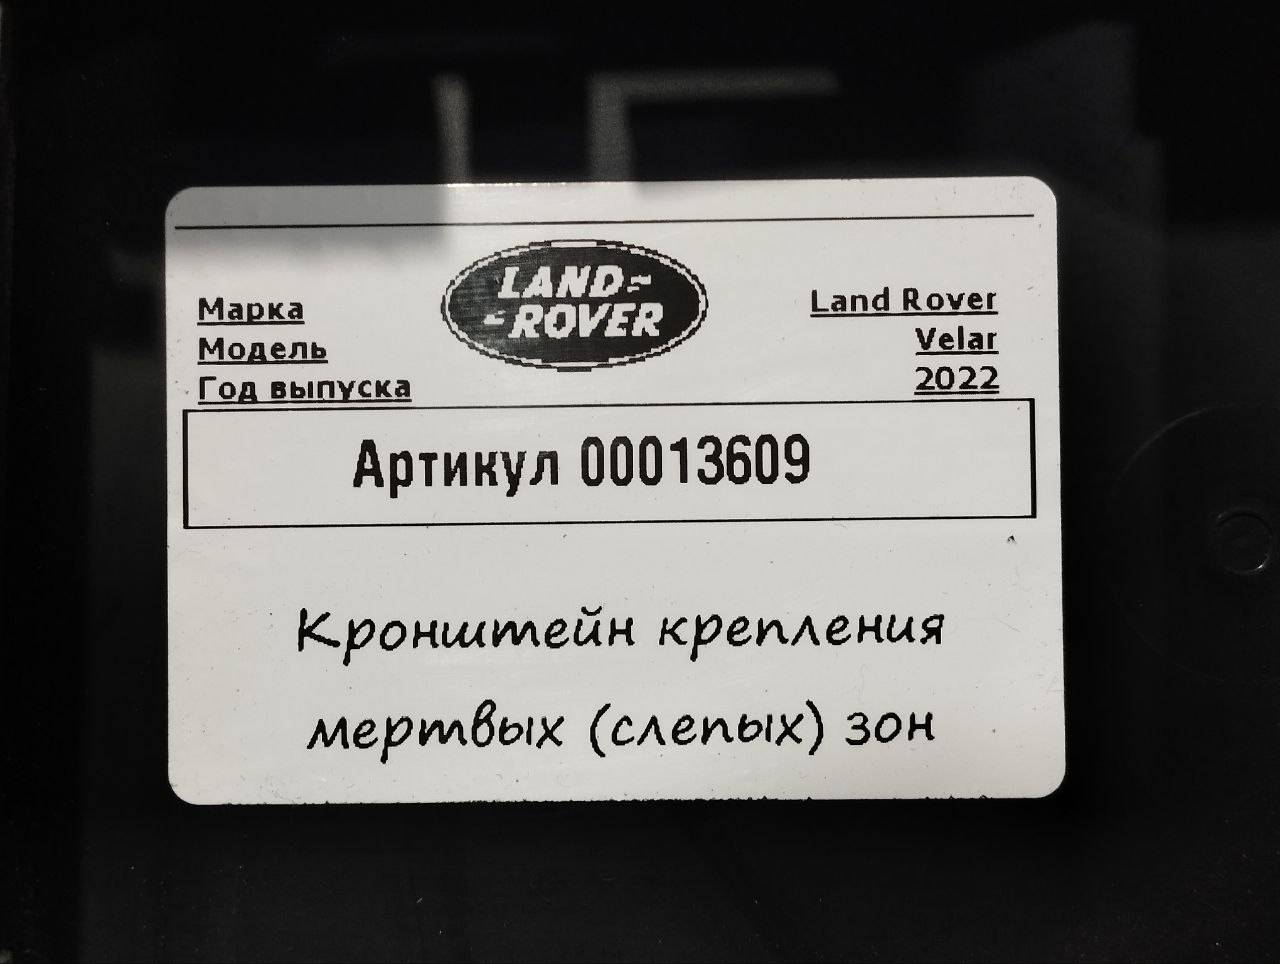 LAND-
-ROVER
Марка Land Rover
Модель Velar
Год выпуска 2022
Артикул 00013609
Кронштейн крепления
мертвых (слепых) зон